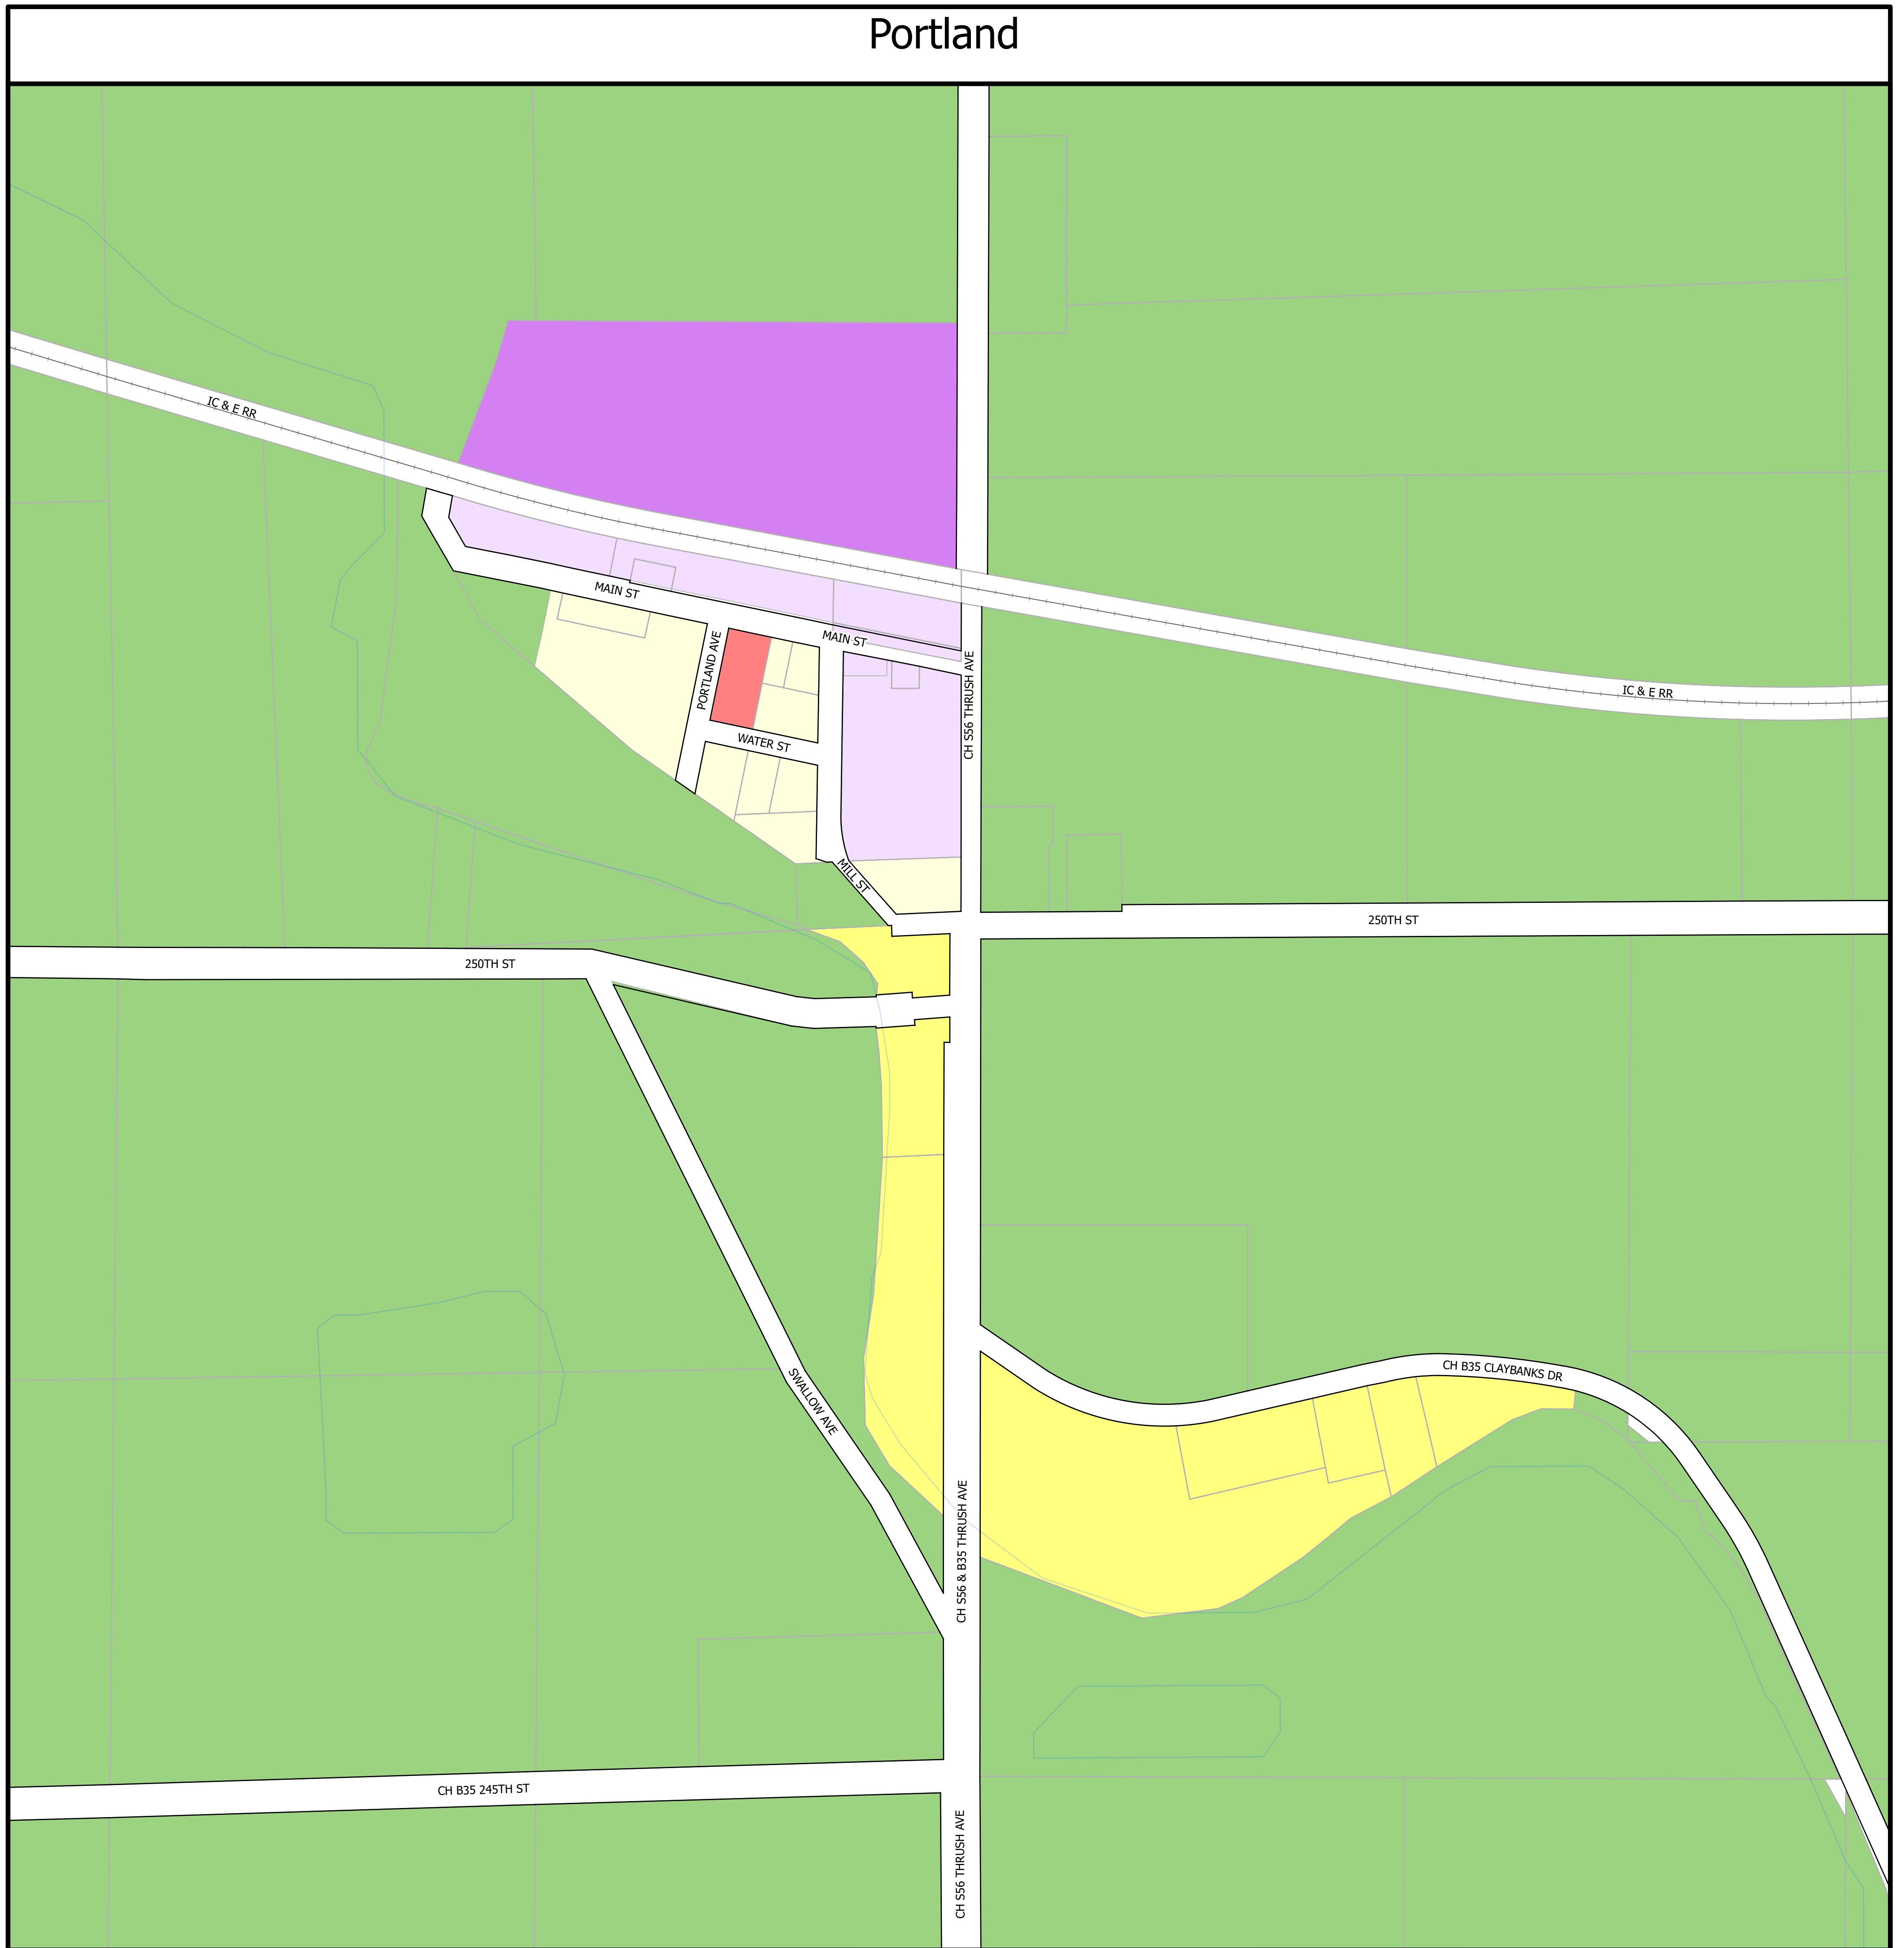 Portland
IC & E RR
MAIN ST
MAIN ST
PORTLAND AVE
CH S56 THRUSH AVE
IC & E RR
WATER ST
MILL ST
250TH ST
250TH ST
CH B35 CLAYBANKS DR
SWALLOW AVE
CH S56 & B35 THRUSH AVE
CH B35 245TH ST
CH S56 THRUSH AVE